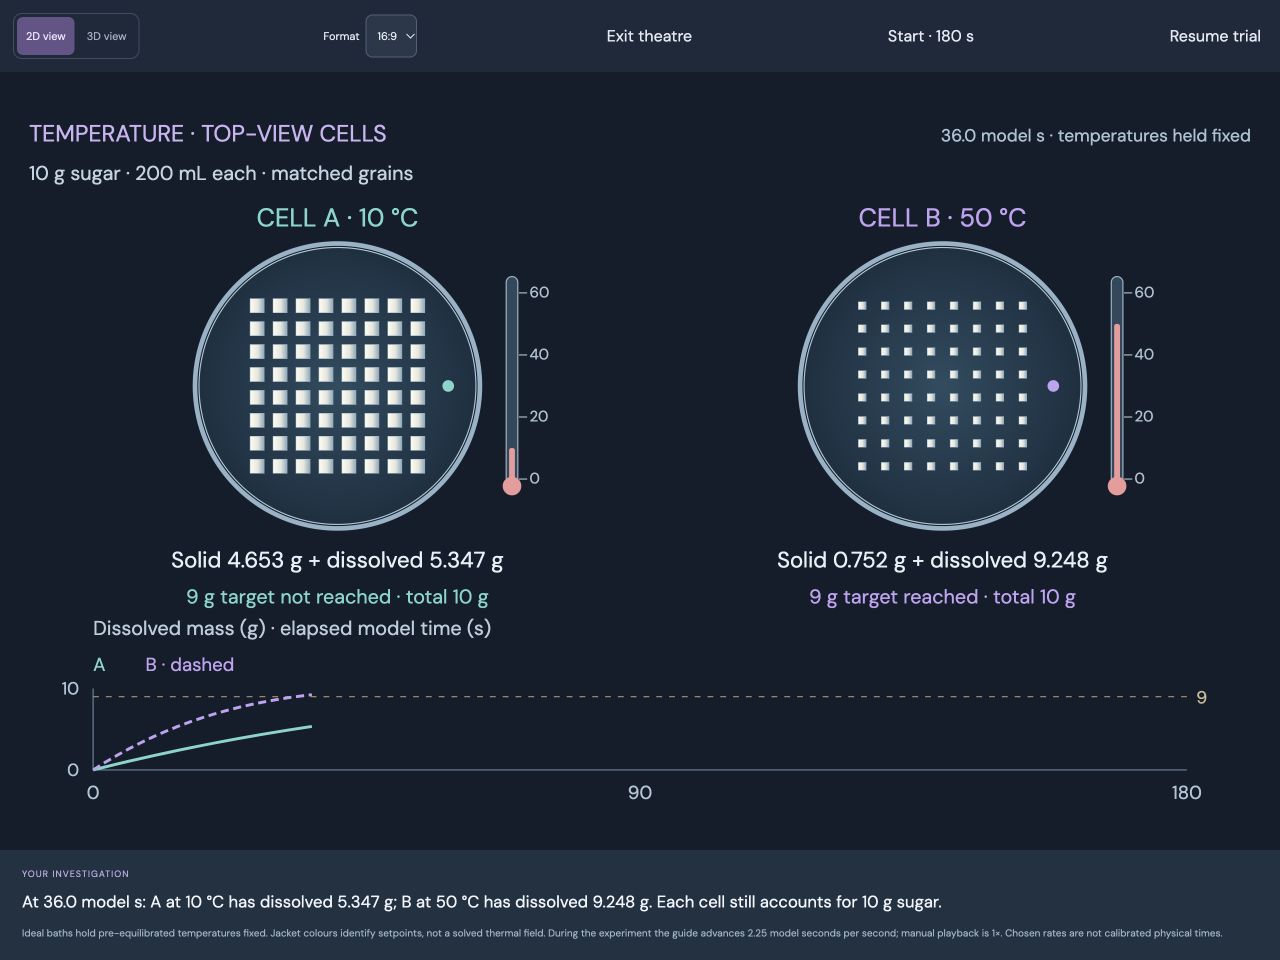 2D view 3D view Format 16:9 Exit theatre Start · 180 s Resume trial
TEMPERATURE · TOP-VIEW CELLS
36.0 model s · temperatures held fixed
10 g sugar · 200 mL each · matched grains
CELL A · 10 °C
60
40
20
0
Solid 4.653 g + dissolved 5.347 g
9 g target not reached · total 10 g
CELL B · 50 °C
60
40
20
0
Solid 0.752 g + dissolved 9.248 g
9 g target reached · total 10 g
Dissolved mass (g) · elapsed model time (s)
A B · dashed
10
9
0
0 90 180
YOUR INVESTIGATION
At 36.0 model s: A at 10 °C has dissolved 5.347 g; B at 50 °C has dissolved 9.248 g. Each cell still accounts for 10 g sugar.
Ideal baths hold pre-equilibrated temperatures fixed. Jacket colours identify setpoints, not a solved thermal field. During the experiment the guide advances 2.25 model seconds per second; manual playback is 1×. Chosen rates are not calibrated physical times.